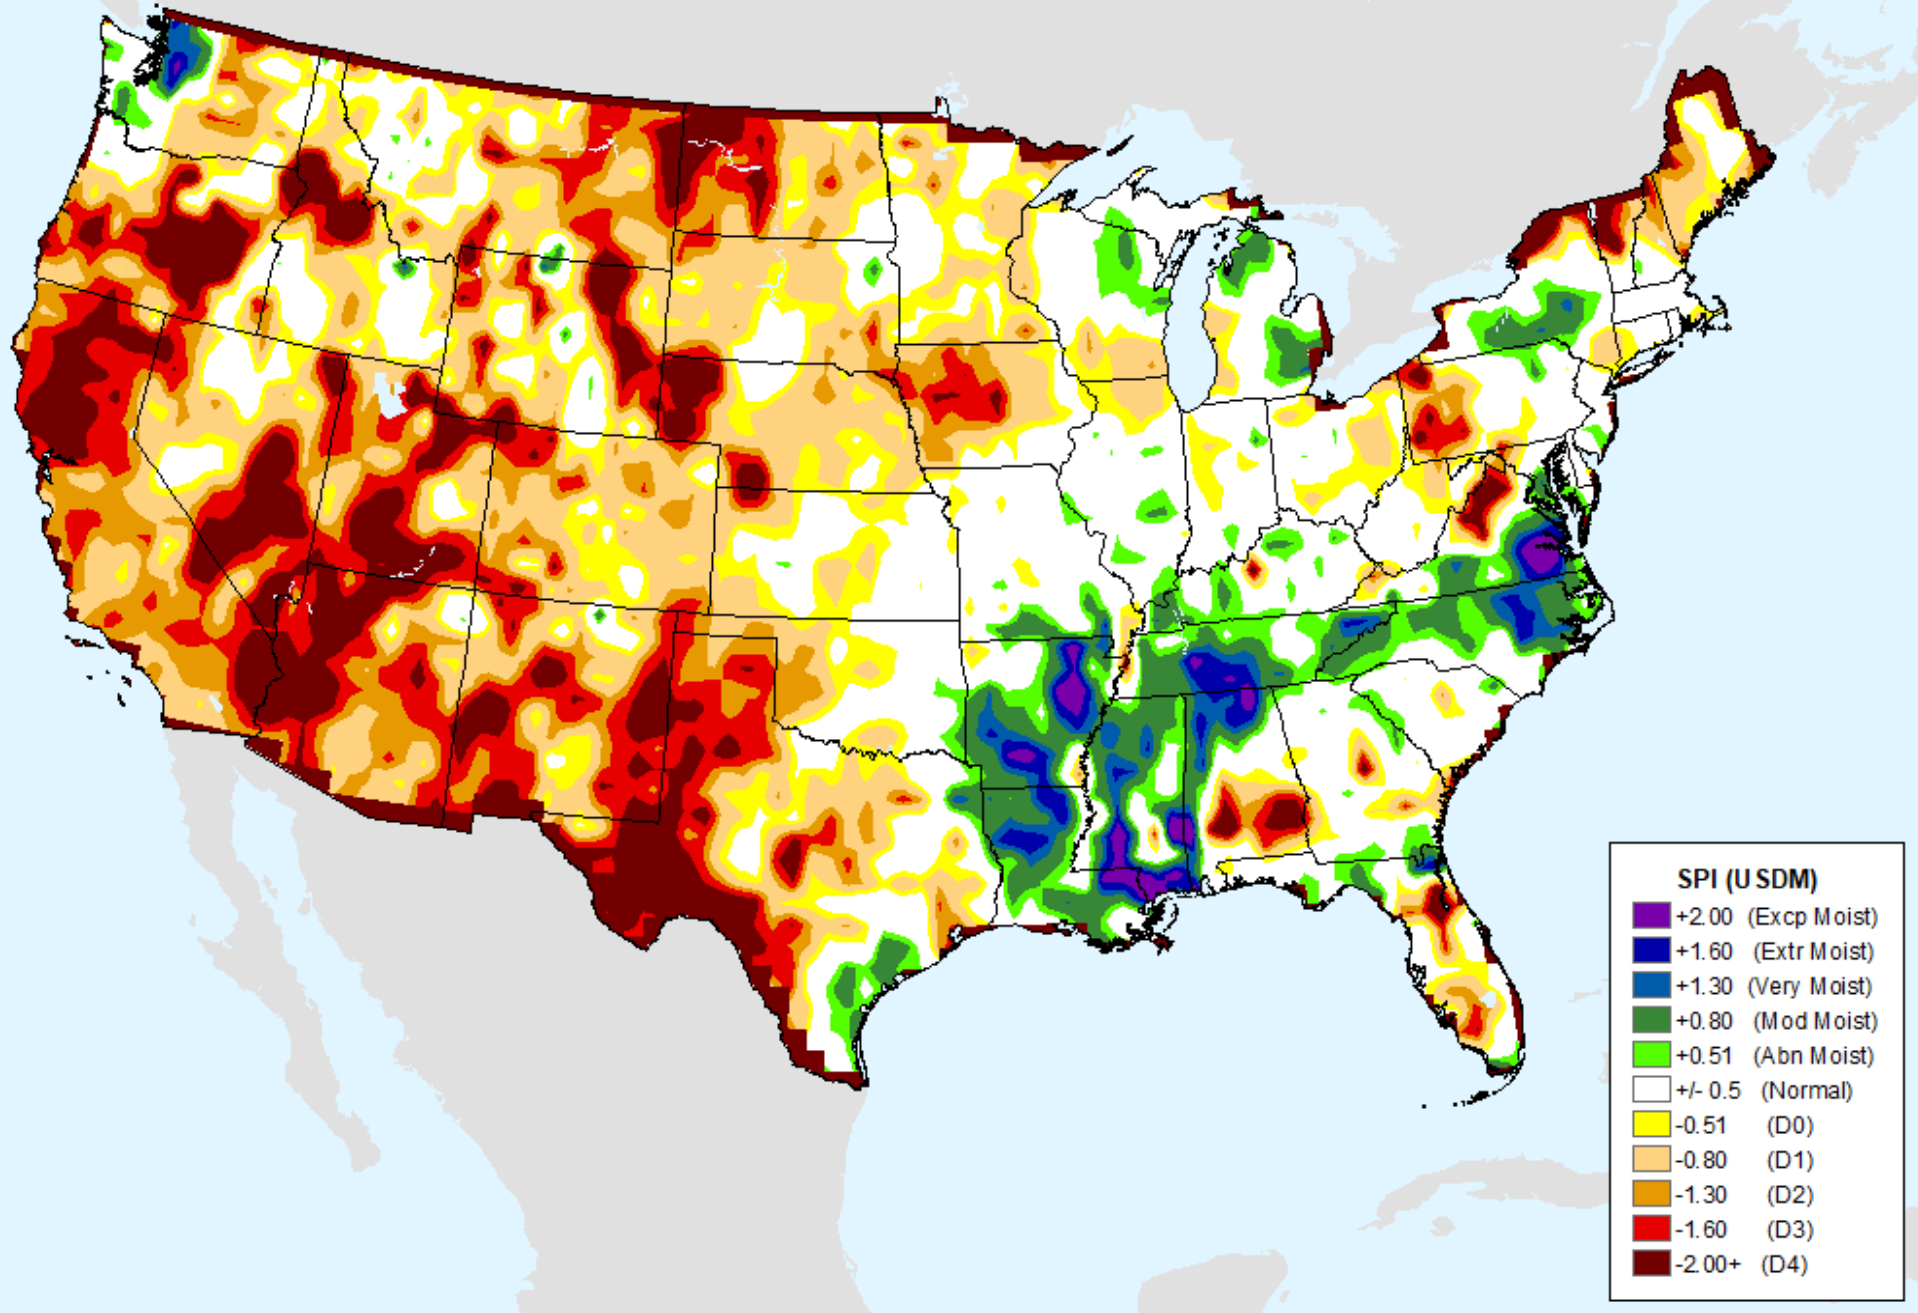 SPI (USDM)
+2.00 (Excp Moist)
+1.60 (Extr Moist)
+1.30 (Very Moist)
+0.80 (Mod Moist)
+0.51 (Abn Moist)
+/- 0.5 (Normal)
-0.51 (D0)
-0.80 (D1)
-1.30 (D2)
-1.60 (D3)
-2.00+ (D4)